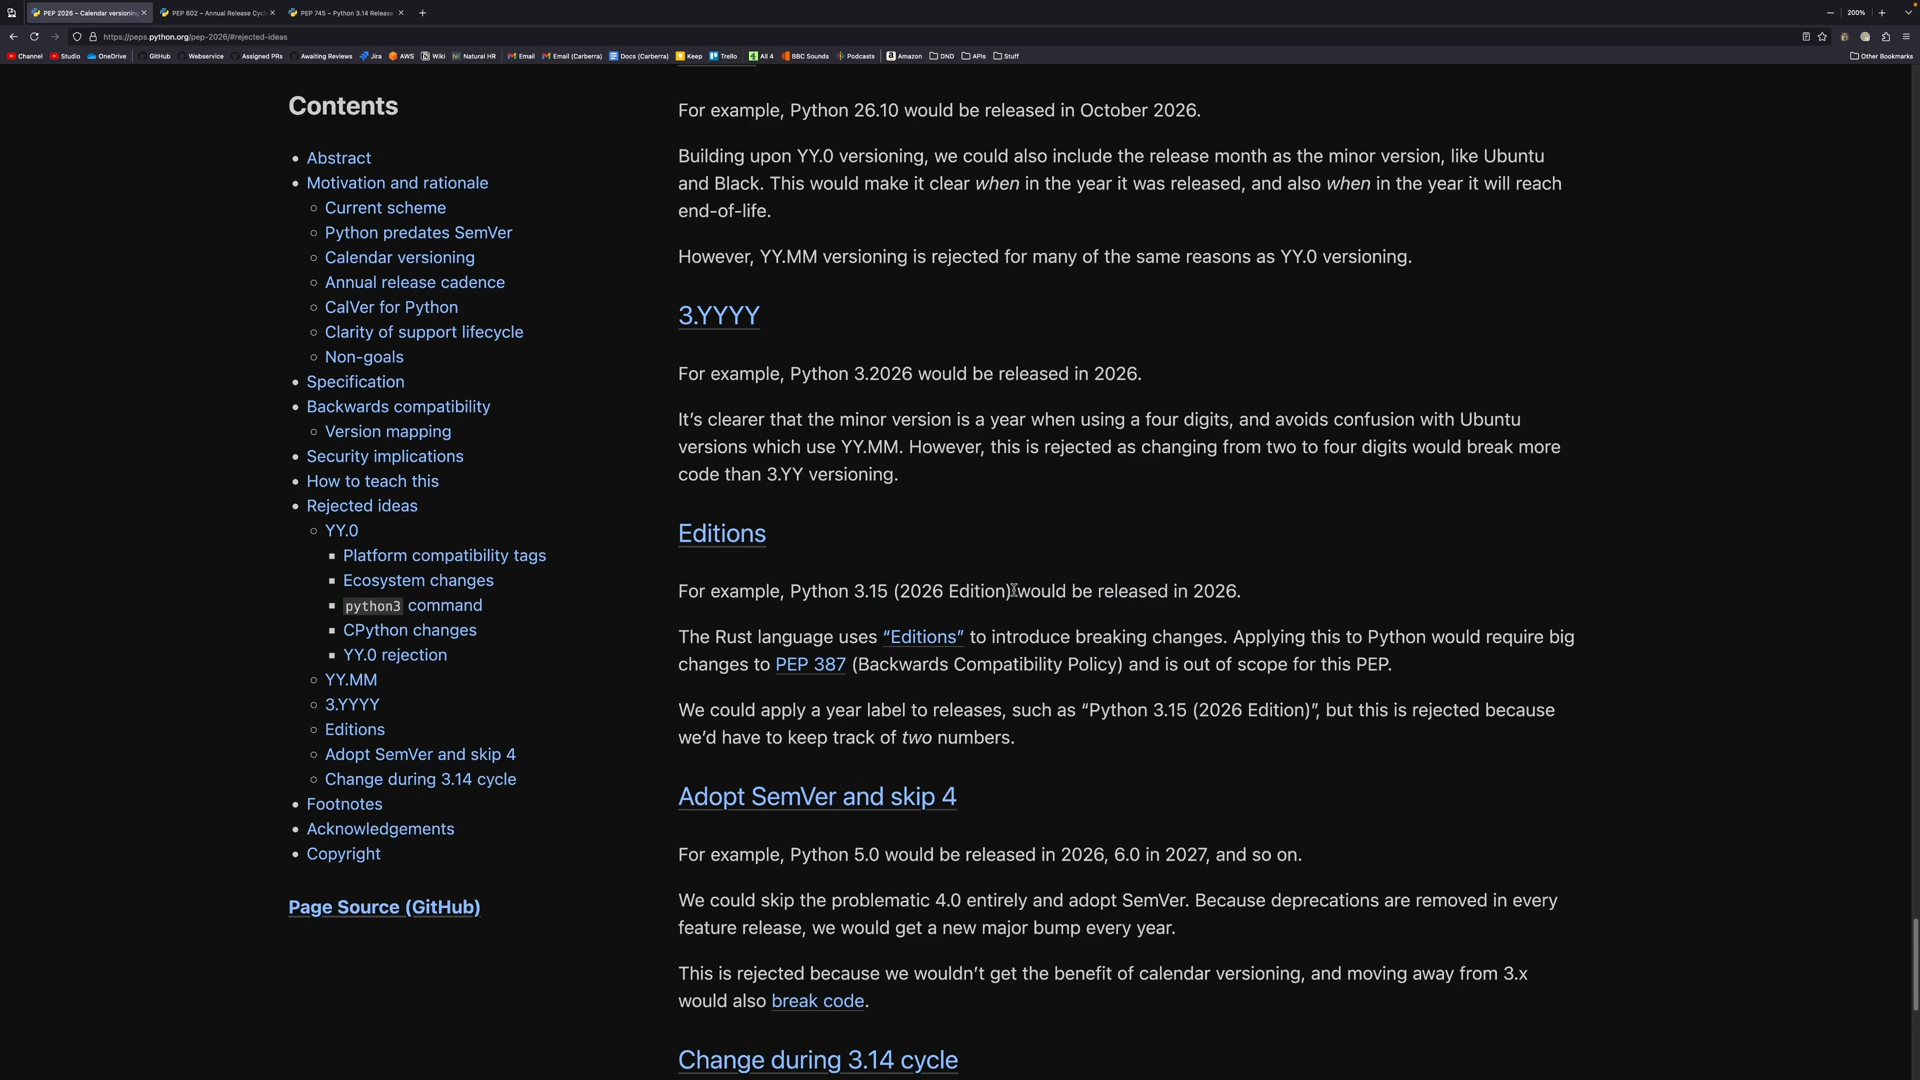 PEP 2026 – Calendar versioning
PEP 602 – Annual Release Cycl
PEP 745 – Python 3.14 Release
200%
https://peps.python.org/pep-2026/#rejected-ideas
Channel
Studio
OneDrive
GitHub
Webservice
Assigned PRs
Awaiting Reviews
Jira
AWS
Wiki
Natural HR
Email
Email (Carberra)
Docs (Carberra)
Keep
Trello
All 4
BBC Sounds
Podcasts
Amazon
DND
APIs
Stuff
Other Bookmarks
Contents
Abstract
Motivation and rationale
Current scheme
Python predates SemVer
Calendar versioning
Annual release cadence
CalVer for Python
Clarity of support lifecycle
Non-goals
Specification
Backwards compatibility
Version mapping
Security implications
How to teach this
Rejected ideas
YY.0
Platform compatibility tags
Ecosystem changes
python3 command
CPython changes
YY.0 rejection
YY.MM
3.YYYY
Editions
Adopt SemVer and skip 4
Change during 3.14 cycle
Footnotes
Acknowledgements
Copyright
Page Source (GitHub)
For example, Python 26.10 would be released in October 2026.
Building upon YY.0 versioning, we could also include the release month as the minor version, like Ubuntu
and Black. This would make it clear when in the year it was released, and also when in the year it will reach
end-of-life.
However, YY.MM versioning is rejected for many of the same reasons as YY.0 versioning.
3.YYYY
For example, Python 3.2026 would be released in 2026.
It’s clearer that the minor version is a year when using a four digits, and avoids confusion with Ubuntu
versions which use YY.MM. However, this is rejected as changing from two to four digits would break more
code than 3.YY versioning.
Editions
For example, Python 3.15 (2026 Edition) would be released in 2026.
The Rust language uses “Editions” to introduce breaking changes. Applying this to Python would require big
changes to PEP 387 (Backwards Compatibility Policy) and is out of scope for this PEP.
We could apply a year label to releases, such as “Python 3.15 (2026 Edition)”, but this is rejected because
we’d have to keep track of two numbers.
Adopt SemVer and skip 4
For example, Python 5.0 would be released in 2026, 6.0 in 2027, and so on.
We could skip the problematic 4.0 entirely and adopt SemVer. Because deprecations are removed in every
feature release, we would get a new major bump every year.
This is rejected because we wouldn’t get the benefit of calendar versioning, and moving away from 3.x
would also break code.
Change during 3.14 cycle